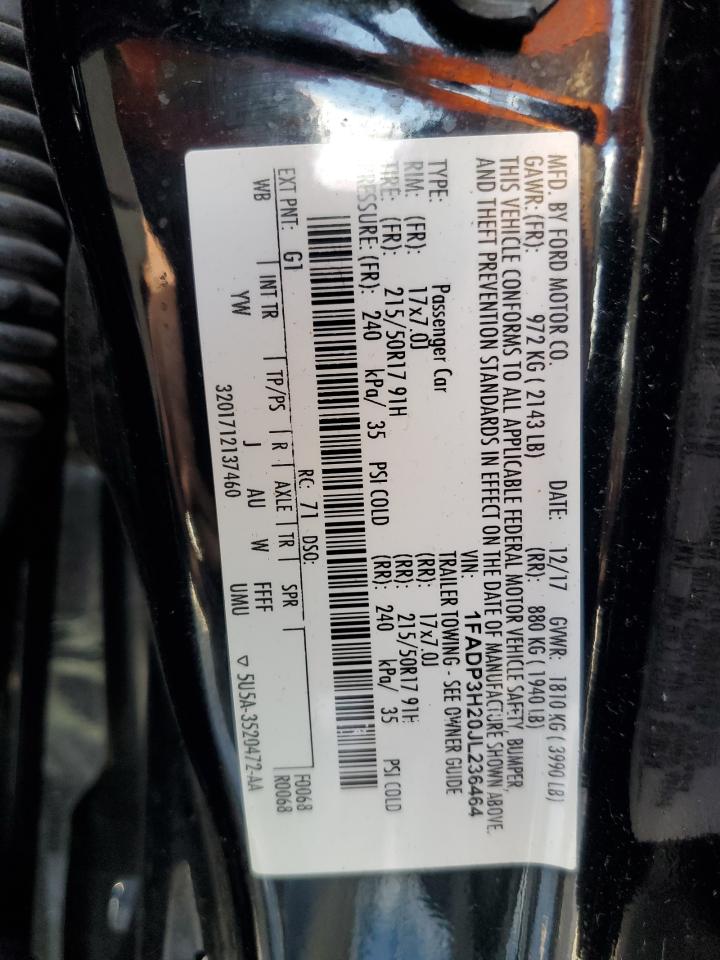 MFD. BY FORD MOTOR CO.
DATE: 12/17 GVWR: 1810 KG ( 3990 LB)
GAWR: (FR): 972 KG ( 2143 LB) (RR): 880 KG ( 1940 LB)
THIS VEHICLE CONFORMS TO ALL APPLICABLE FEDERAL MOTOR VEHICLE SAFETY, BUMPER,
AND THEFT PREVENTION STANDARDS IN EFFECT ON THE DATE OF MANUFACTURE SHOWN ABOVE.
VIN: 1FADP3H20JL236464
TYPE: Passenger Car TRAILER TOWING - SEE OWNER GUIDE
RIM: (FR): 17x7.0J (RR): 17x7.0J
TIRE: (FR): 215/50R17 91H (RR): 215/50R17 91H
PRESSURE: (FR): 240 kPa/ 35 PSI COLD (RR): 240 kPa/ 35 PSI COLD
RC: 71 DSO: F0068
EXT PNT: G1 R0068
INT TR TP/PS R AXLE TR SPR
WB YW J AU W FFFF
UMU
3201712137460 ▽ 5U5A-3520472-AA